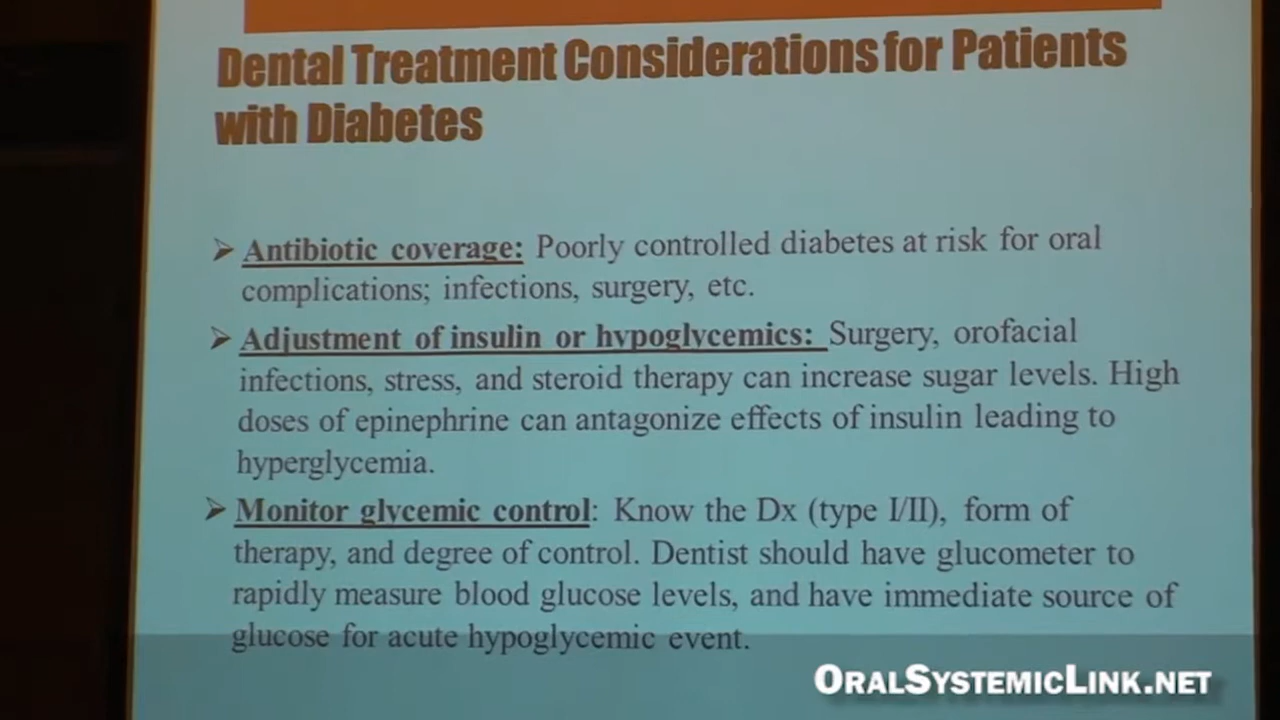 Dental Treatment Considerations for Patients
with Diabetes
➤ Antibiotic coverage: Poorly controlled diabetes at risk for oral
complications; infections, surgery, etc.
➤ Adjustment of insulin or hypoglycemics: Surgery, orofacial
infections, stress, and steroid therapy can increase sugar levels. High
doses of epinephrine can antagonize effects of insulin leading to
hyperglycemia.
➤ Monitor glycemic control: Know the Dx (type I/II), form of
therapy, and degree of control. Dentist should have glucometer to
rapidly measure blood glucose levels, and have immediate source of
glucose for acute hypoglycemic event.
ORALSYSTEMICLINK.NET